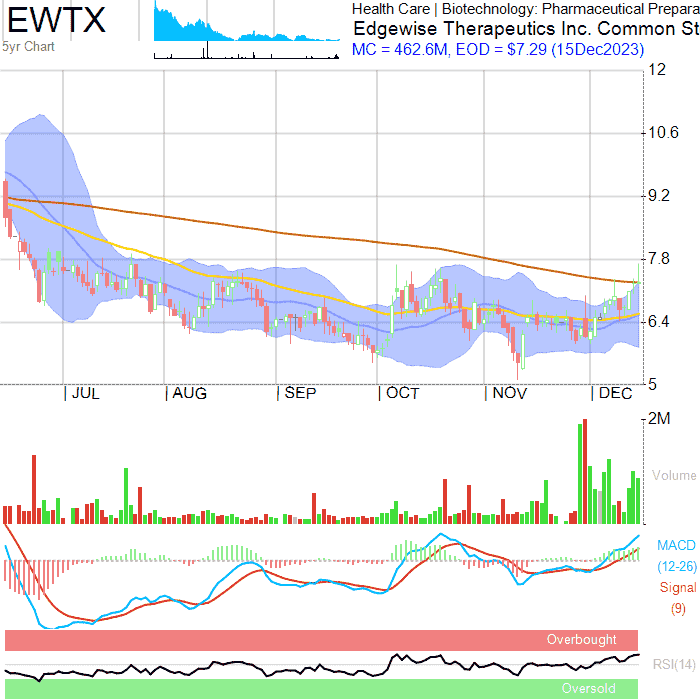 EWTX
5yr Chart
Health Care | Biotechnology: Pharmaceutical Prepara
Edgewise Therapeutics Inc. Common St
MC = 462.6M, EOD = $7.29 (15Dec2023)
12
10.6
9.2
7.8
6.4
5
| JUL | AUG | SEP | OCT | NOV | DEC
2M
Volume
MACD
(12-26)
Signal
(9)
Overbought
RSI(14)
Oversold